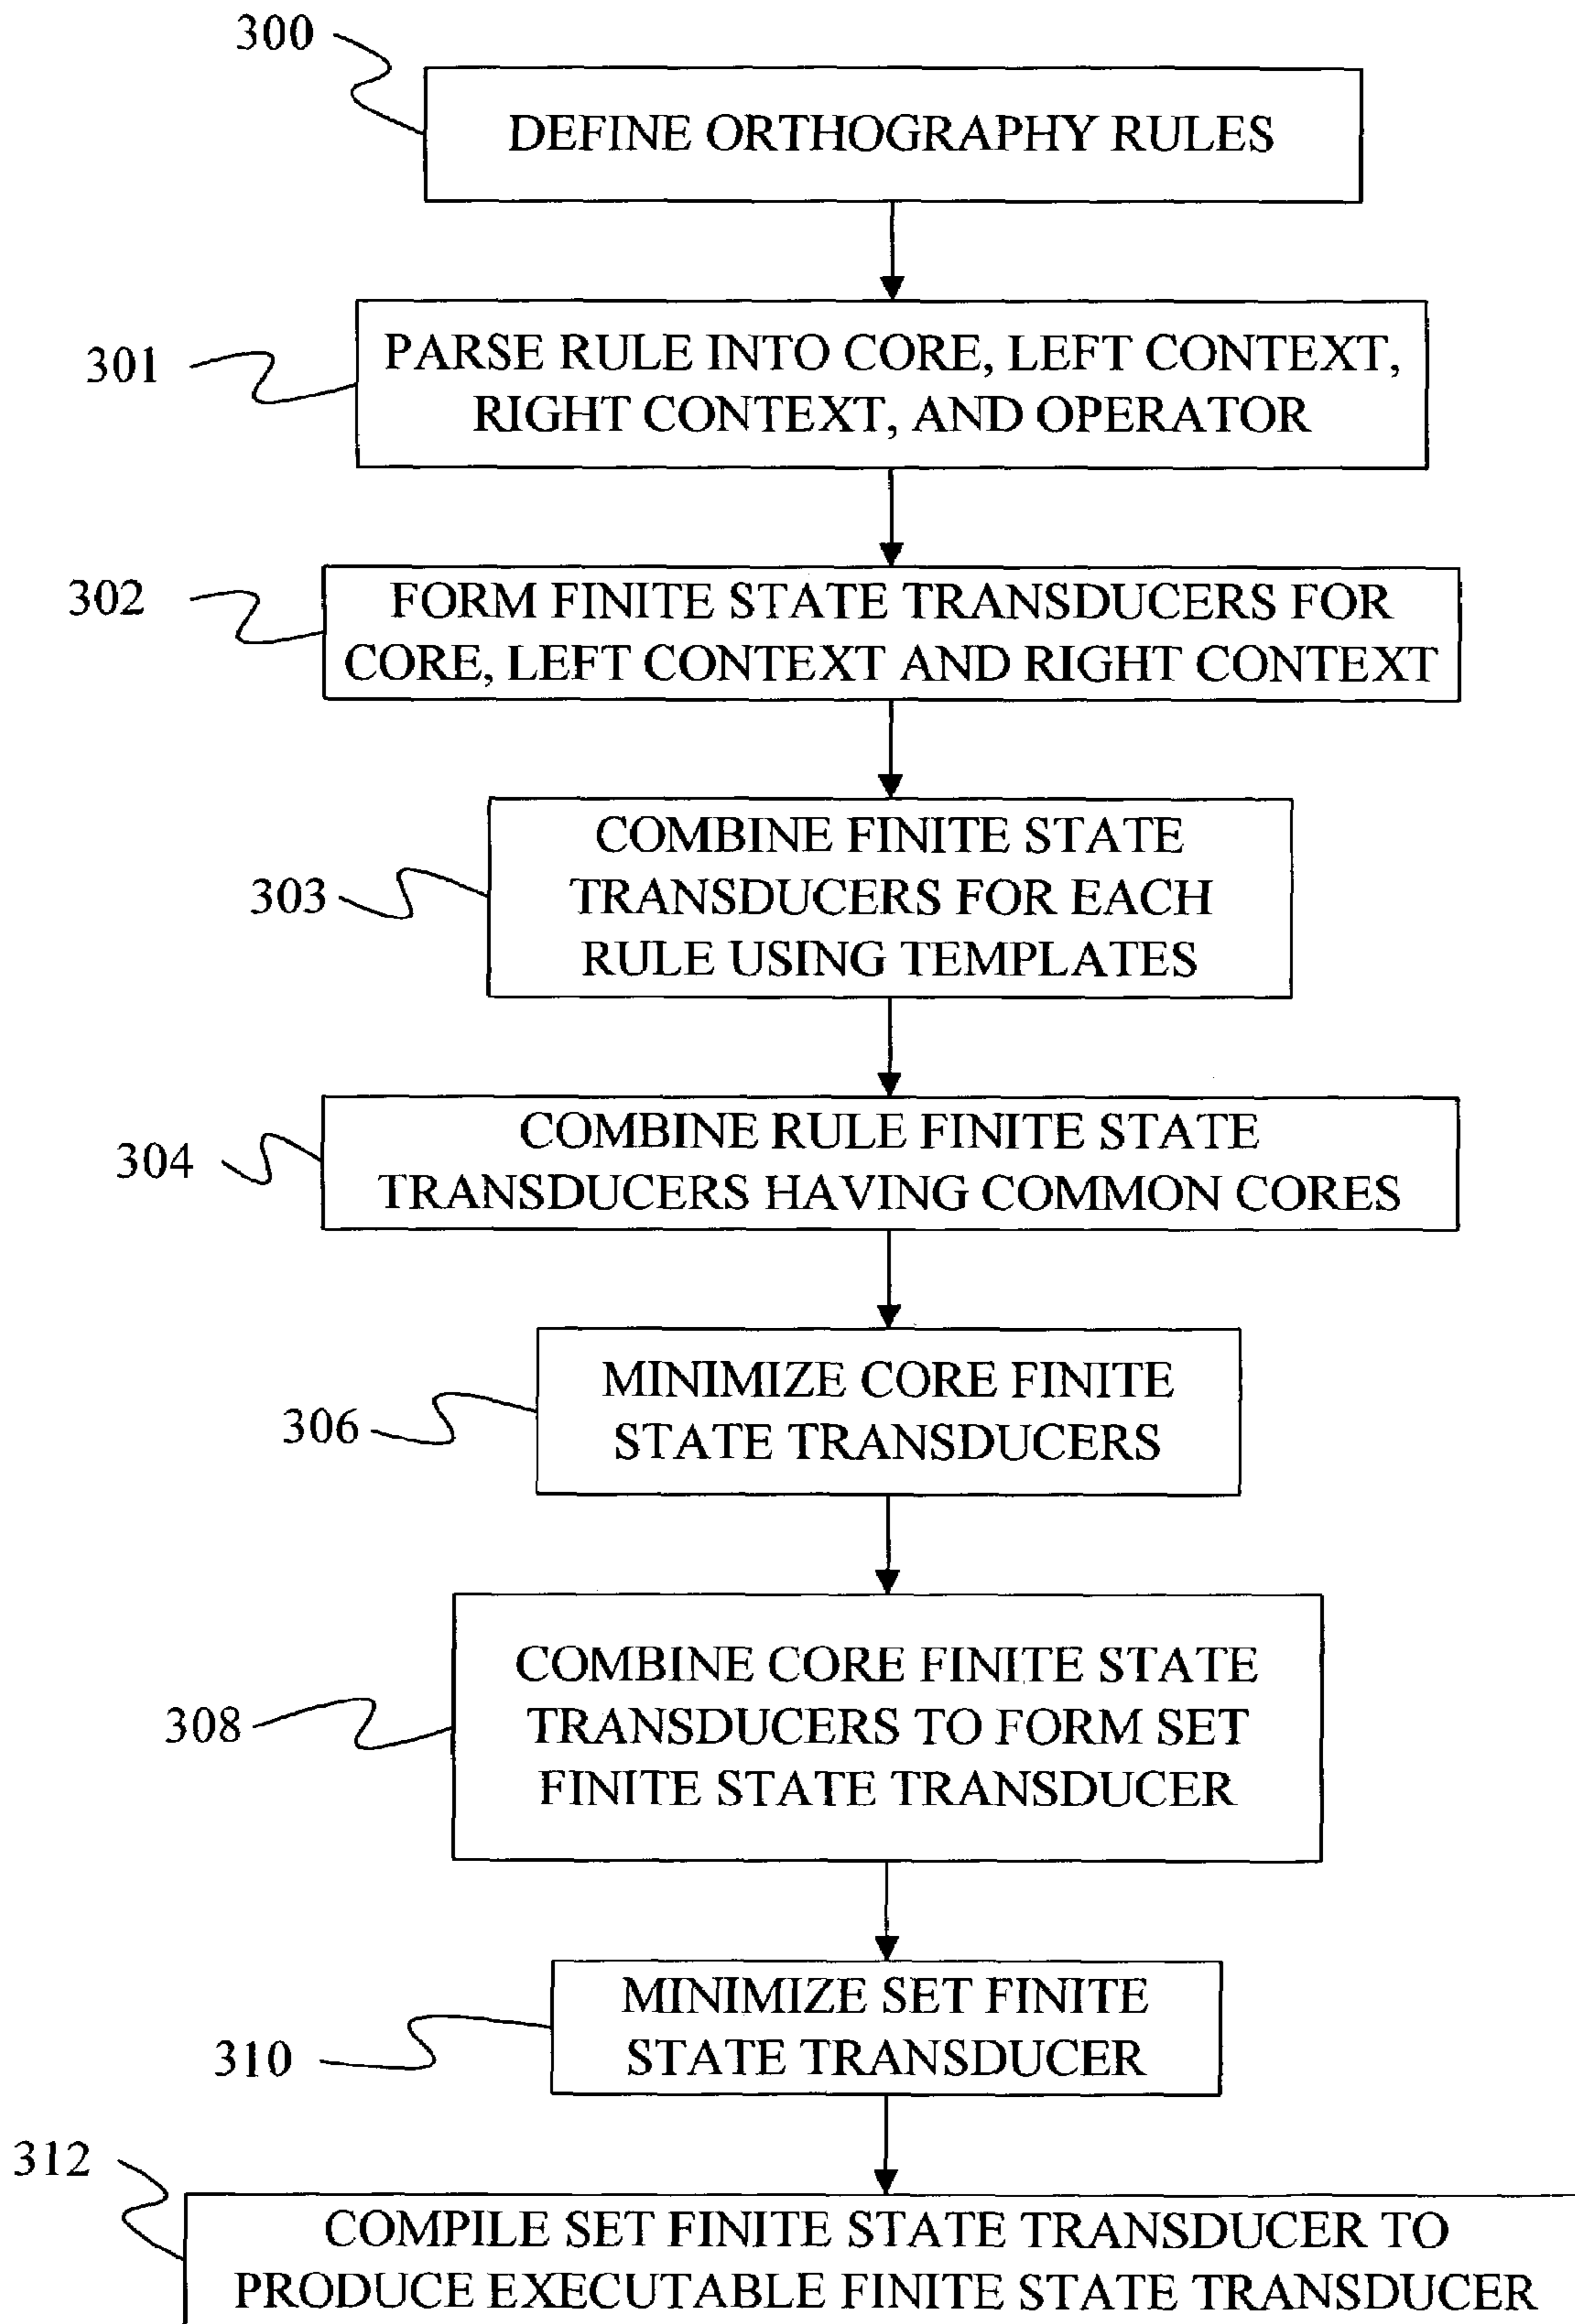 300
DEFINE ORTHOGRAPHY RULES
301
PARSE RULE INTO CORE, LEFT CONTEXT,
RIGHT CONTEXT, AND OPERATOR
302
FORM FINITE STATE TRANSDUCERS FOR
CORE, LEFT CONTEXT AND RIGHT CONTEXT
303
COMBINE FINITE STATE
TRANSDUCERS FOR EACH
RULE USING TEMPLATES
304
COMBINE RULE FINITE STATE
TRANSDUCERS HAVING COMMON CORES
306
MINIMIZE CORE FINITE
STATE TRANSDUCERS
308
COMBINE CORE FINITE STATE
TRANSDUCERS TO FORM SET
FINITE STATE TRANSDUCER
310
MINIMIZE SET FINITE
STATE TRANSDUCER
312
COMPILE SET FINITE STATE TRANSDUCER TO
PRODUCE EXECUTABLE FINITE STATE TRANSDUCER